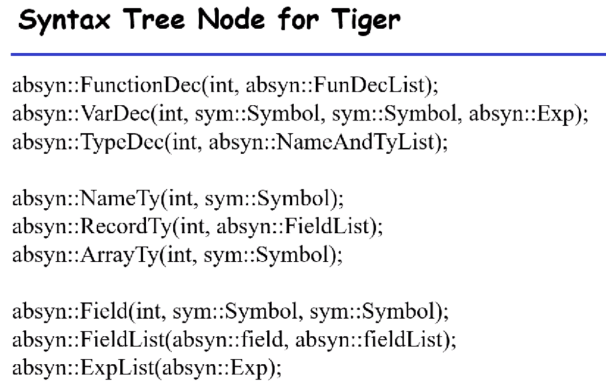 Syntax Tree Node for Tiger
absyn::FunctionDec(int, absyn::FunDecList);
absyn::VarDec(int, sym::Symbol, sym::Symbol, absyn::Exp);
absyn::TypeDec(int, absyn::NameAndTyList);
absyn::NameTy(int, sym::Symbol);
absyn::RecordTy(int, absyn::FieldList);
absyn::ArrayTy(int, sym::Symbol);
absyn::Field(int, sym::Symbol, sym::Symbol);
absyn::FieldList(absyn::field, absyn::fieldList);
absyn::ExpList(absyn::Exp);